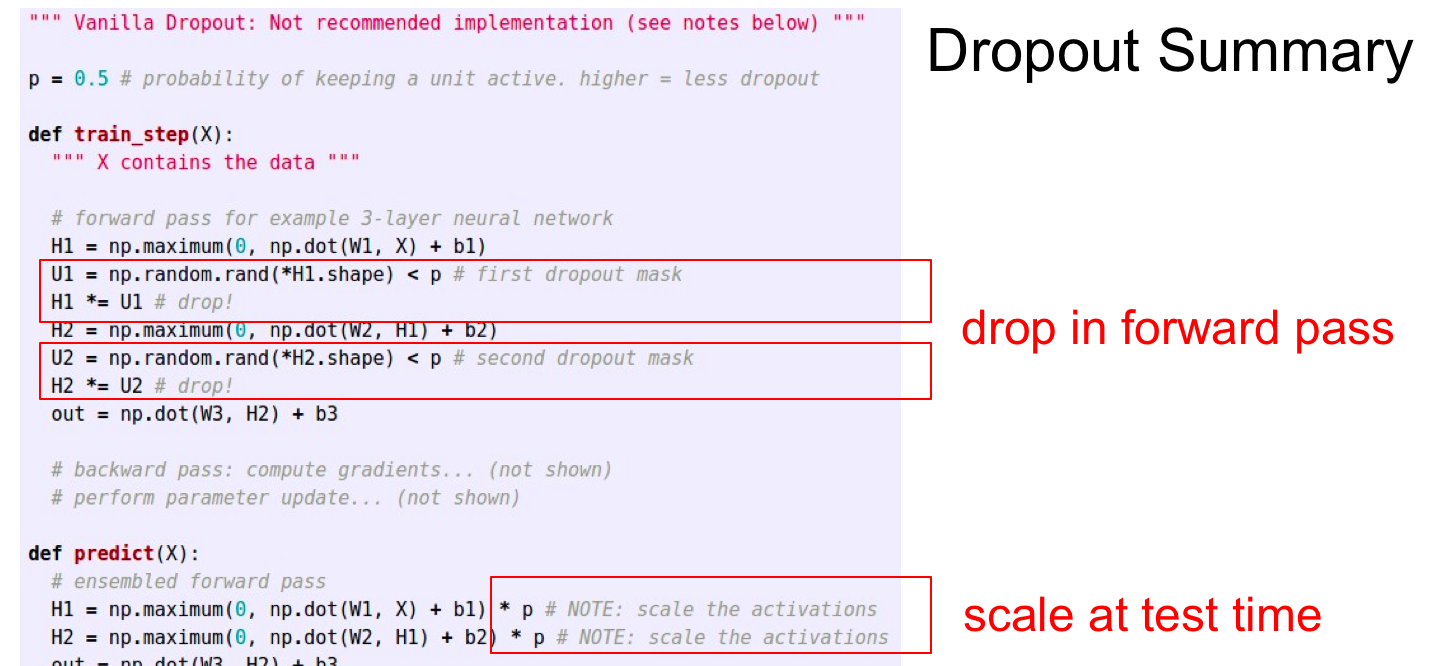 """ Vanilla Dropout: Not recommended implementation (see notes below) """
Dropout Summary
p = 0.5 # probability of keeping a unit active. higher = less dropout
def train_step(X):
""" X contains the data """
# forward pass for example 3-layer neural network
H1 = np.maximum(0, np.dot(W1, X) + b1)
U1 = np.random.rand(*H1.shape) < p # first dropout mask
H1 *= U1 # drop!
H2 = np.maximum(0, np.dot(W2, H1) + b2)
drop in forward pass
U2 = np.random.rand(*H2.shape) < p # second dropout mask
H2 *= U2 # drop!
out = np.dot(W3, H2) + b3
# backward pass: compute gradients... (not shown)
# perform parameter update... (not shown)
def predict(X):
# ensembled forward pass
H1 = np.maximum(0, np.dot(W1, X) + b1) * p # NOTE: scale the activations
scale at test time
H2 = np.maximum(0, np.dot(W2, H1) + b2) * p # NOTE: scale the activations
out = np.dot(W3, H2) + b3